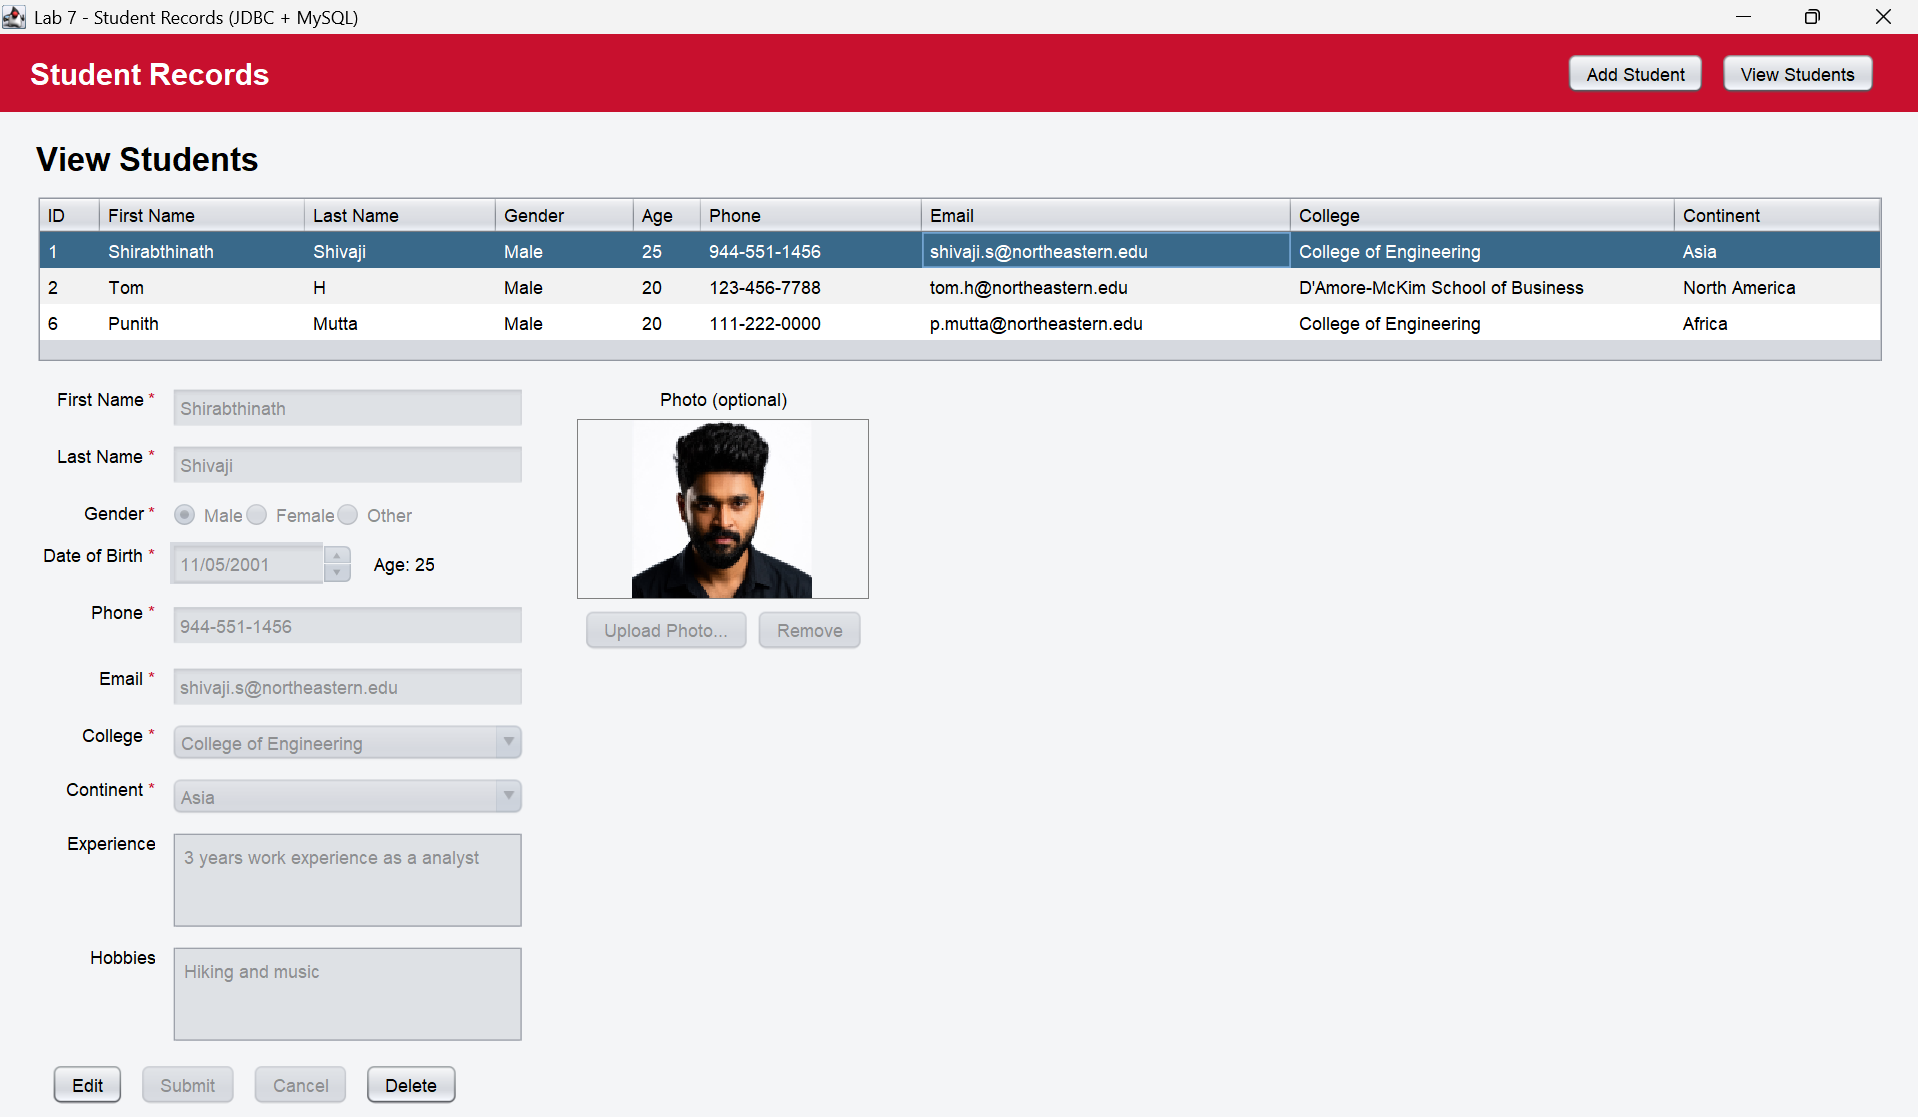 Lab 7 - Student Records (JDBC + MySQL)
Student Records
Add Student
View Students
View Students
ID First Name Last Name Gender Age Phone Email College Continent
1 Shirabthinath Shivaji Male 25 944-551-1456 shivaji.s@northeastern.edu College of Engineering Asia
2 Tom H Male 20 123-456-7788 tom.h@northeastern.edu D'Amore-McKim School of Business North America
6 Punith Mutta Male 20 111-222-0000 p.mutta@northeastern.edu College of Engineering Africa
First Name * Shirabthinath
Last Name * Shivaji
Gender * Male Female Other
Date of Birth * 11/05/2001 Age: 25
Phone * 944-551-1456
Email * shivaji.s@northeastern.edu
College * College of Engineering
Continent * Asia
Experience 3 years work experience as a analyst
Hobbies Hiking and music
Photo (optional)
Upload Photo... Remove
Edit Submit Cancel Delete